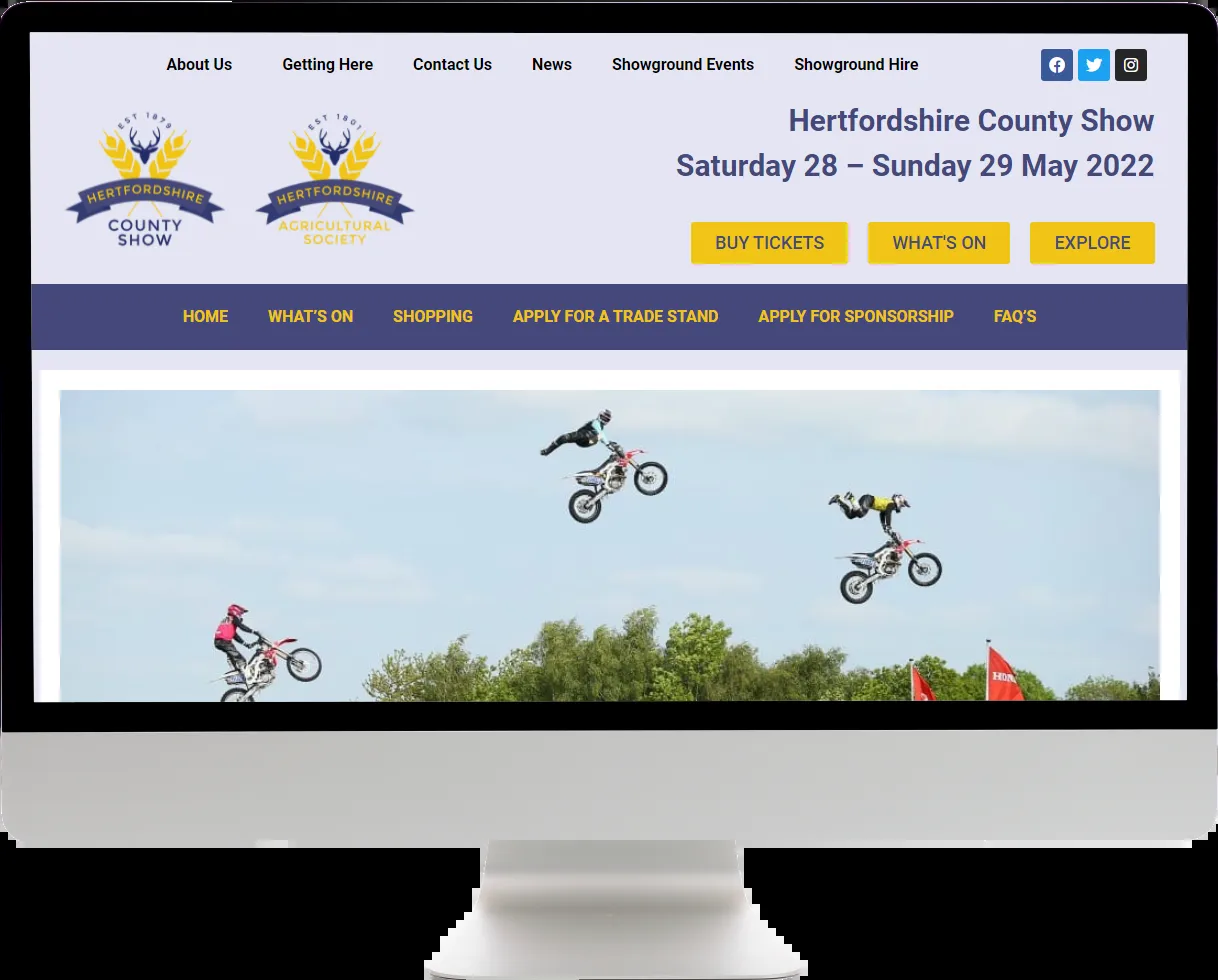 About Us Getting Here Contact Us News Showground Events Showground Hire
EST 1879
HERTFORDSHIRE
COUNTY
SHOW
EST 1801
HERTFORDSHIRE
AGRICULTURAL
SOCIETY
Hertfordshire County Show
Saturday 28 – Sunday 29 May 2022
BUY TICKETS WHAT'S ON EXPLORE
HOME WHAT’S ON SHOPPING APPLY FOR A TRADE STAND APPLY FOR SPONSORSHIP FAQ’S